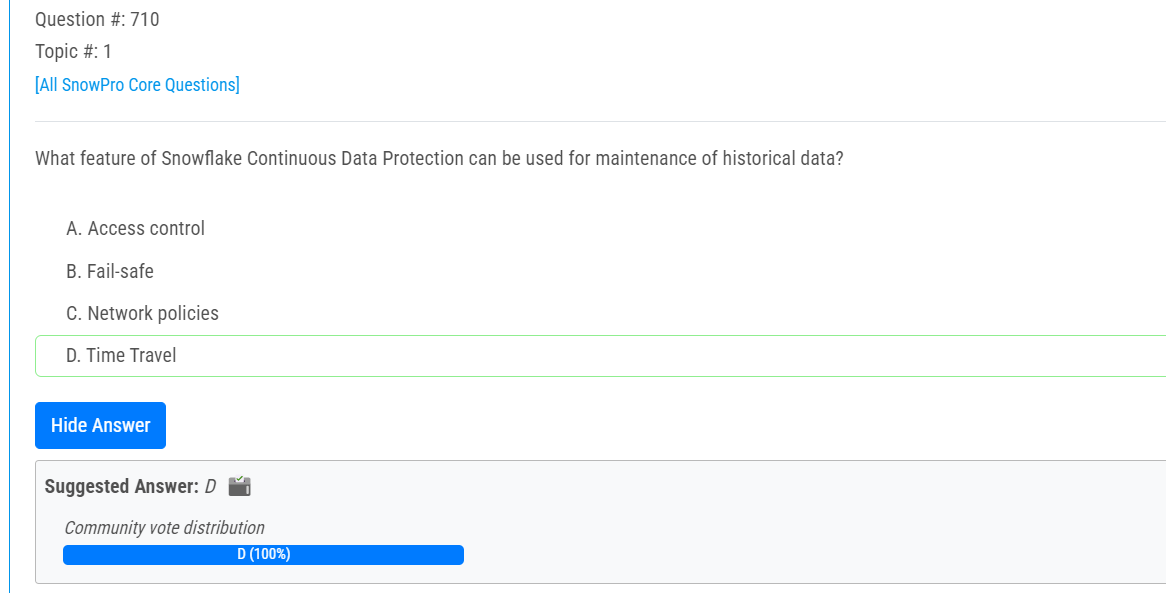 Question #: 710
Topic #: 1
[All SnowPro Core Questions]
What feature of Snowflake Continuous Data Protection can be used for maintenance of historical data?
A. Access control
B. Fail-safe
C. Network policies
D. Time Travel
Hide Answer
Suggested Answer: D
Community vote distribution
D (100%)